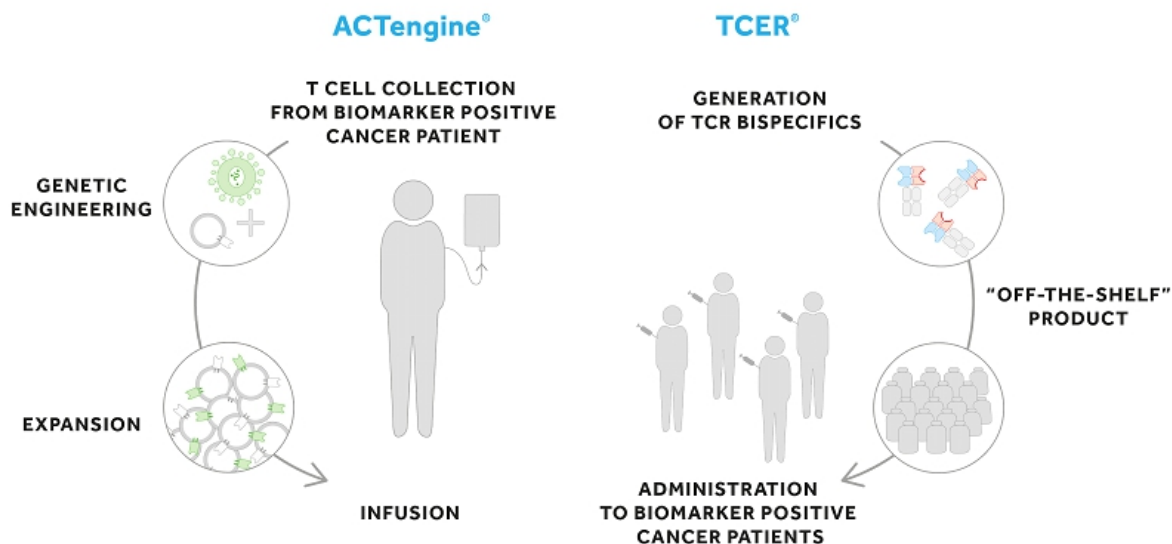 ACTengine®
T CELL COLLECTION
FROM BIOMARKER POSITIVE
CANCER PATIENT
GENETIC
ENGINEERING
EXPANSION
INFUSION
TCER®
GENERATION
OF TCR BISPECIFICS
“OFF-THE-SHELF”
PRODUCT
ADMINISTRATION
TO BIOMARKER POSITIVE
CANCER PATIENTS